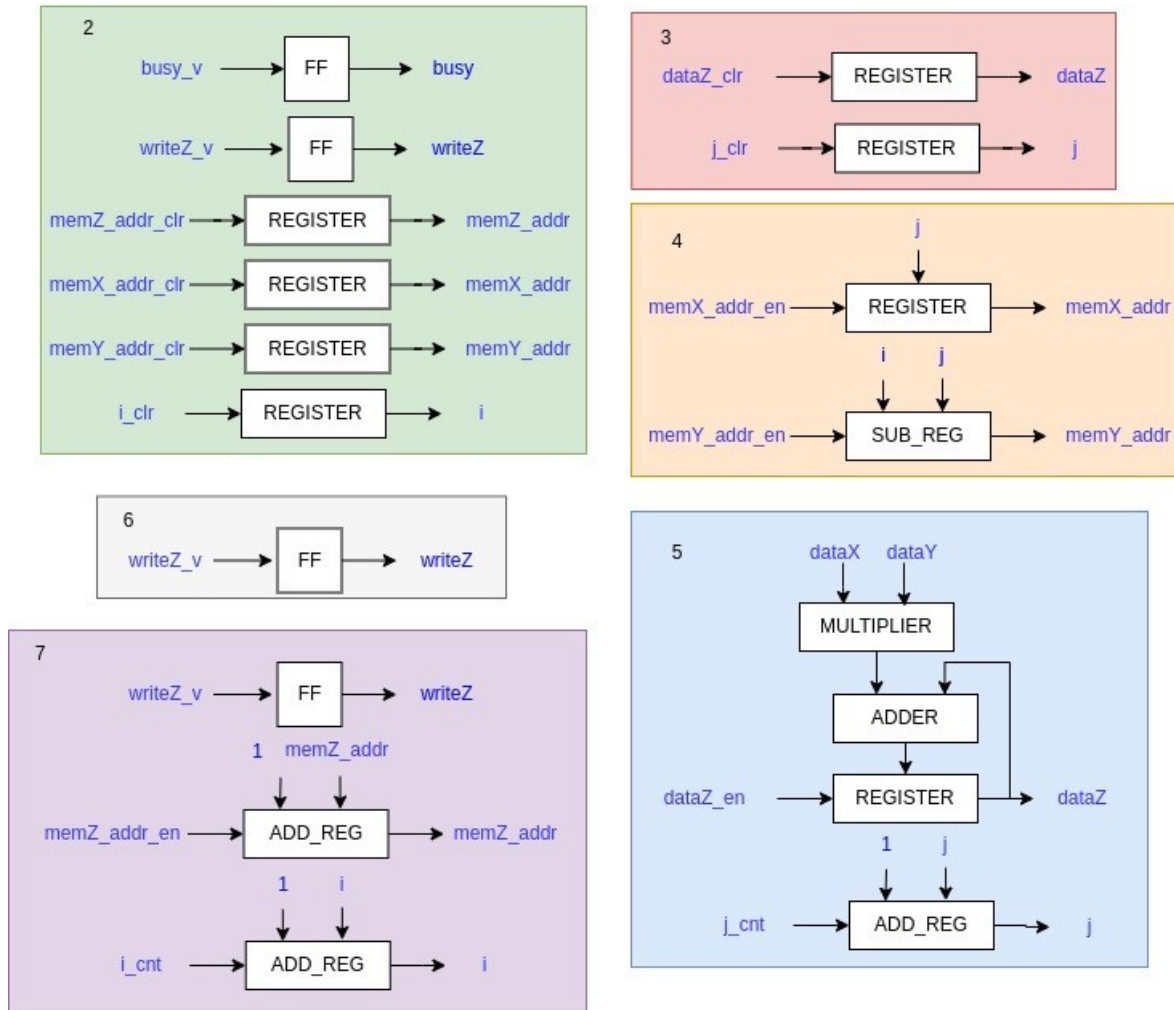 2
busy_v FF busy
writeZ_v FF writeZ
memZ_addr_clr REGISTER memZ_addr
memX_addr_clr REGISTER memX_addr
memY_addr_clr REGISTER memY_addr
i_clr REGISTER i
3
dataZ_clr REGISTER dataZ
j_clr REGISTER j
4
j
memX_addr_en REGISTER memX_addr
i j
memY_addr_en SUB_REG memY_addr
6
writeZ_v FF writeZ
5
dataX dataY
MULTIPLIER
ADDER
dataZ_en REGISTER dataZ
1 j
j_cnt ADD_REG j
7
writeZ_v FF writeZ
1 memZ_addr
memZ_addr_en ADD_REG memZ_addr
1 i
i_cnt ADD_REG i